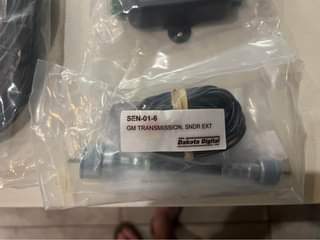 SEN-01-6
GM TRANSMISSION, SNDR EXT
Dakota Digital